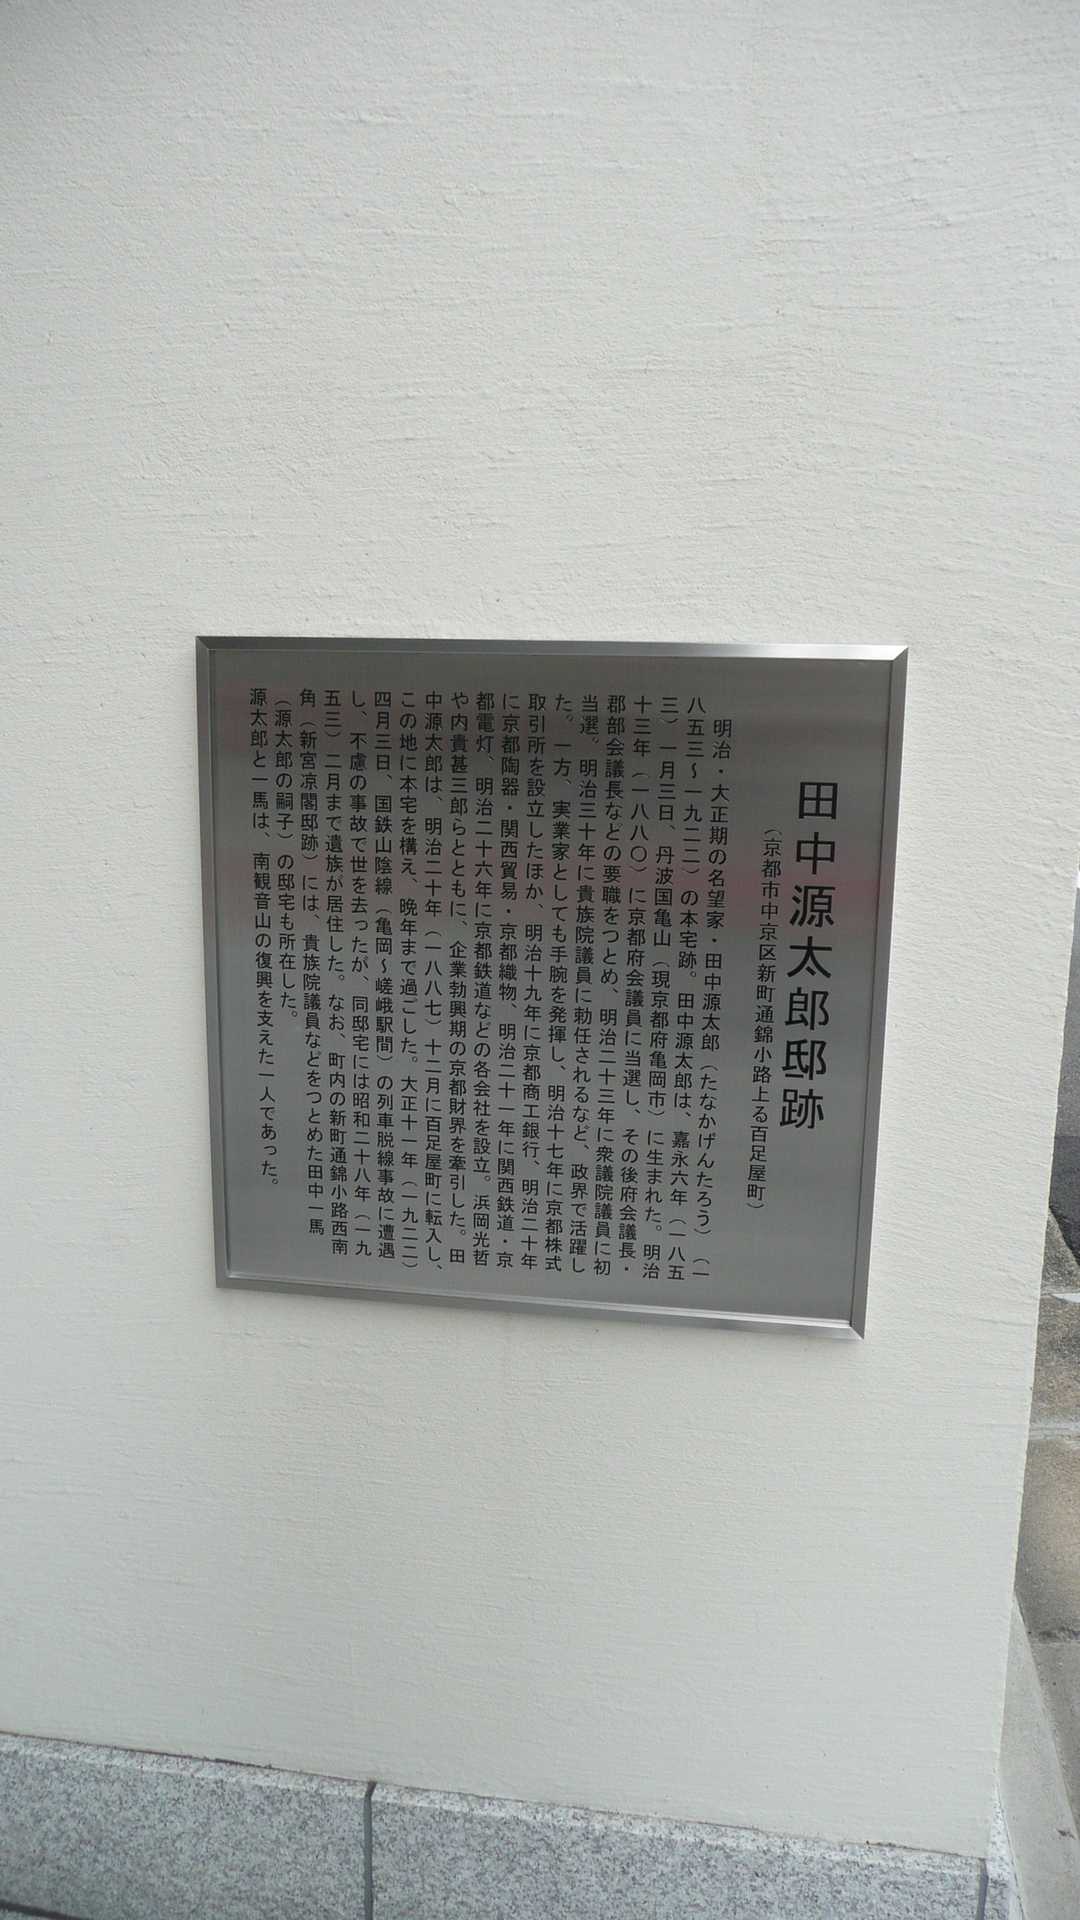 田中源太郎邸跡
（京都市中京区新町通錦小路上る百足屋町）
明治・大正期の名望家・田中源太郎（たなかげんたろう）（一
八五三～一九二二）の本宅跡。田中源太郎は、嘉永六年（一八五
三）一月三日、丹波国亀山（現京都府亀岡市）に生まれた。明治
十三年（一八八〇）に京都府会議員に当選し、その後府会議長・
郡部会議長などの要職をつとめ、明治二十三年に衆議院議員に初
当選。明治三十年に貴族院議員に勅任されるなど、政界で活躍し
た。一方、実業家としても手腕を発揮し、明治十七年に京都株式
取引所を設立したほか、明治十九年に京都商工銀行、明治二十年
に京都陶器・関西貿易・京都織物、明治二十一年に関西鉄道・京
都電灯、明治二十六年に京都鉄道などの各会社を設立。浜岡光哲
や内貴甚三郎らとともに、企業勃興期の京都財界を牽引した。田
中源太郎は、明治二十年（一八八七）十二月に百足屋町に転入し、
この地に本宅を構え、晩年まで過ごした。大正十一年（一九二二）
四月三日、国鉄山陰線（亀岡～嵯峨駅間）の列車脱線事故に遭遇
し、不慮の事故で世を去ったが、同邸宅には昭和二十八年（一九
五三）二月まで遺族が居住した。なお、町内の新町通錦小路西南
角（新宮凉閣邸跡）には、貴族院議員などをつとめた田中一馬
（源太郎の嗣子）の邸宅も所在した。
源太郎と一馬は、南観音山の復興を支えた一人であった。